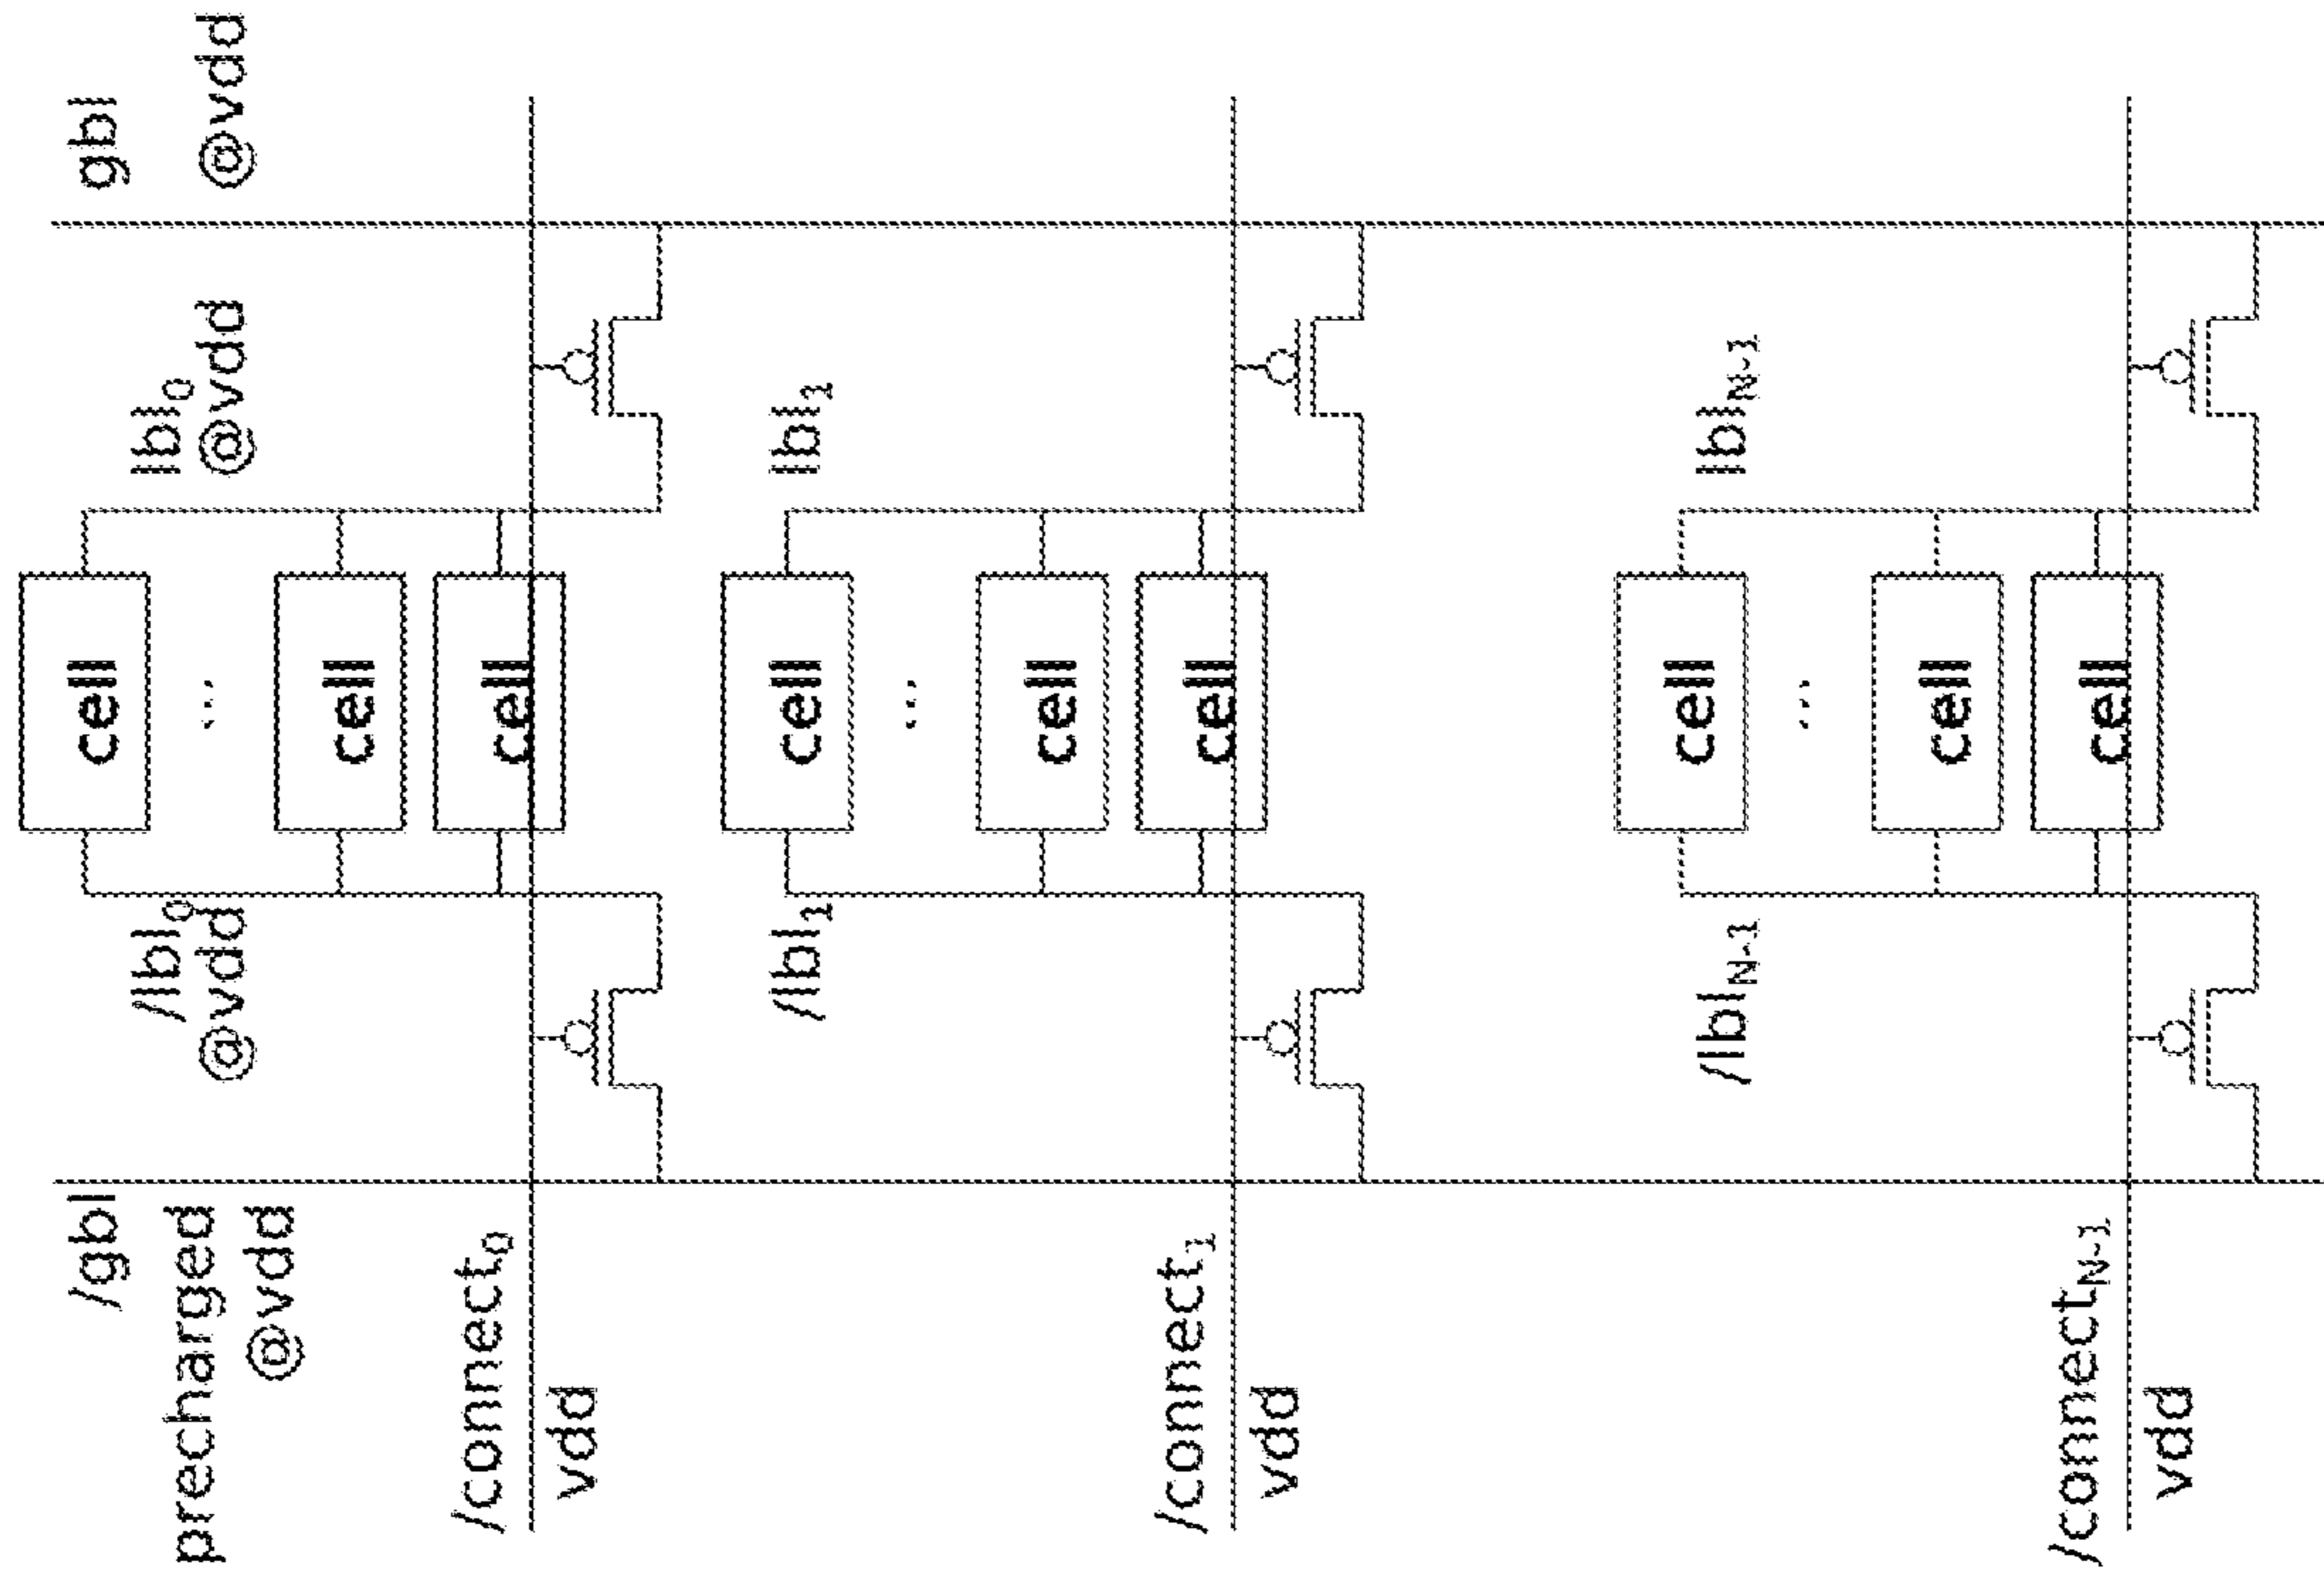 /gbl
precharged
@vdd
/lbl₀
@vdd
cell
...
cell
cell
lbl₀
@vdd
gbl
@vdd
/connect₀
vdd
/lbl₁
cell
...
cell
cell
lbl₁
/connect₁
vdd
/lblN-1
cell
...
cell
cell
lblN-1
/connectN-1
vdd